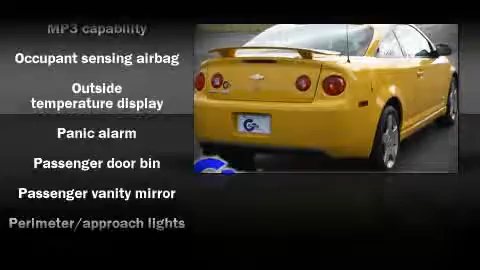 MP3 capability
Occupant sensing airbag
Outside
temperature display
Panic alarm
Passenger door bin
Passenger vanity mirror
Perimeter/approach lights